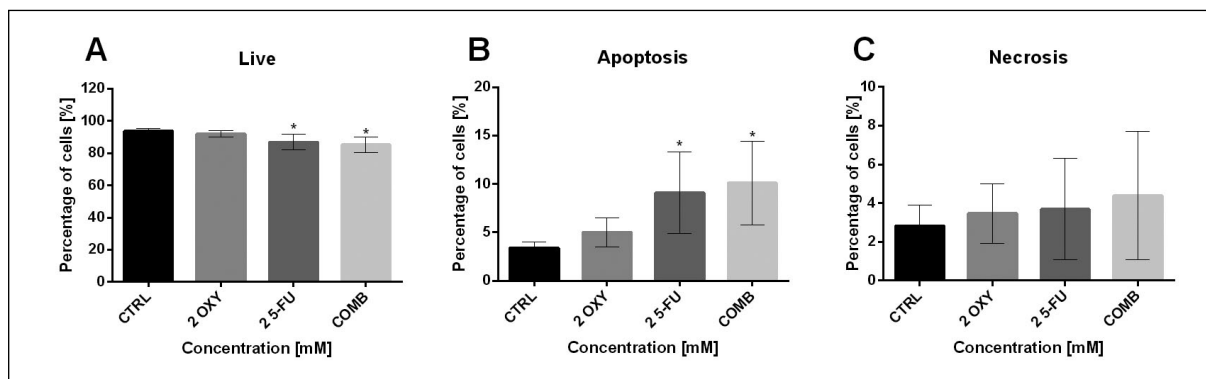 A
Live
Percentage of cells [%]
120
100
80
60
40
20
0
*
*
CTRL
2 OXY
2 5-FU
COMB
Concentration [mM]
B
Apoptosis
Percentage of cells [%]
20
15
10
5
0
*
*
CTRL
2 OXY
2 5-FU
COMB
Concentration [mM]
C
Necrosis
Percentage of cells [%]
10
8
6
4
2
0
CTRL
2 OXY
2 5-FU
COMB
Concentration [mM]